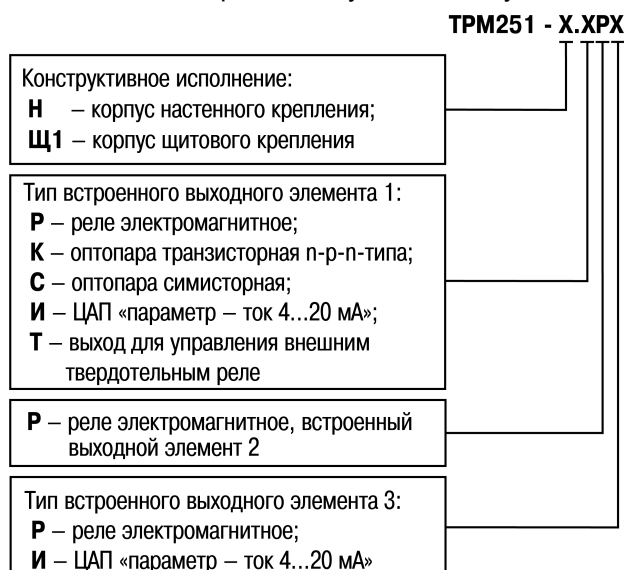 ТРМ251 - Х.ХРХ
Конструктивное исполнение:
Н – корпус настенного крепления;
Щ1 – корпус щитового крепления
Тип встроенного выходного элемента 1:
Р – реле электромагнитное;
К – оптопара транзисторная n-p-n-типа;
С – оптопара симисторная;
И – ЦАП «параметр – ток 4...20 мА»;
Т – выход для управления внешним
твердотельным реле
Р – реле электромагнитное, встроенный
выходной элемент 2
Тип встроенного выходного элемента 3:
Р – реле электромагнитное;
И – ЦАП «параметр – ток 4...20 мА»